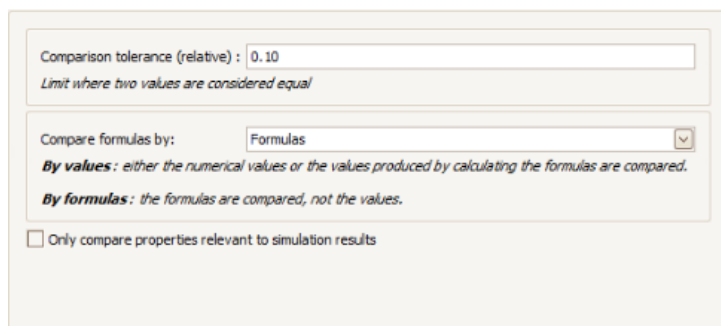 Comparison tolerance (relative) : 0.10
Limit where two values are considered equal
Compare formulas by: Formulas
By values : either the numerical values or the values produced by calculating the formulas are compared.
By formulas : the formulas are compared, not the values.
Only compare properties relevant to simulation results